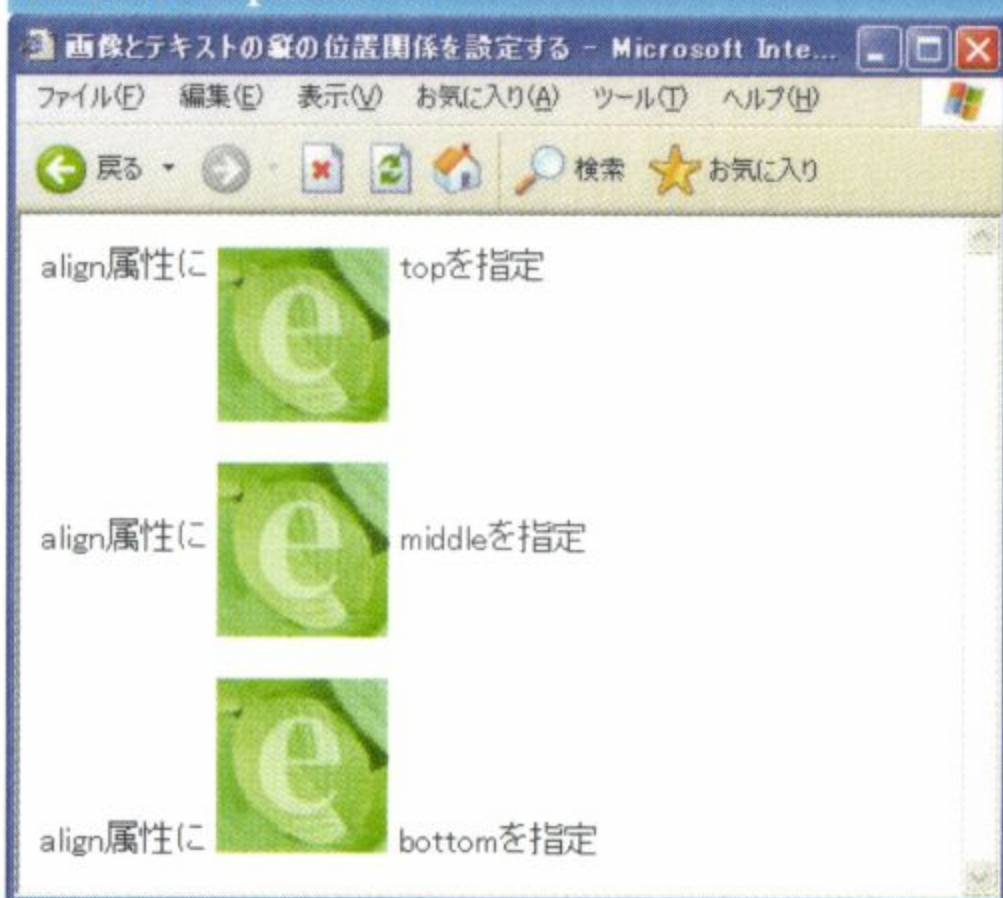 画像とテキストの縦の位置関係を設定する - Microsoft Inte...
ファイル(F) 編集(E) 表示(V) お気に入り(A) ツール(T) ヘルプ(H)
戻る 検索 お気に入り
align属性に e topを指定
align属性に e middleを指定
align属性に e bottomを指定